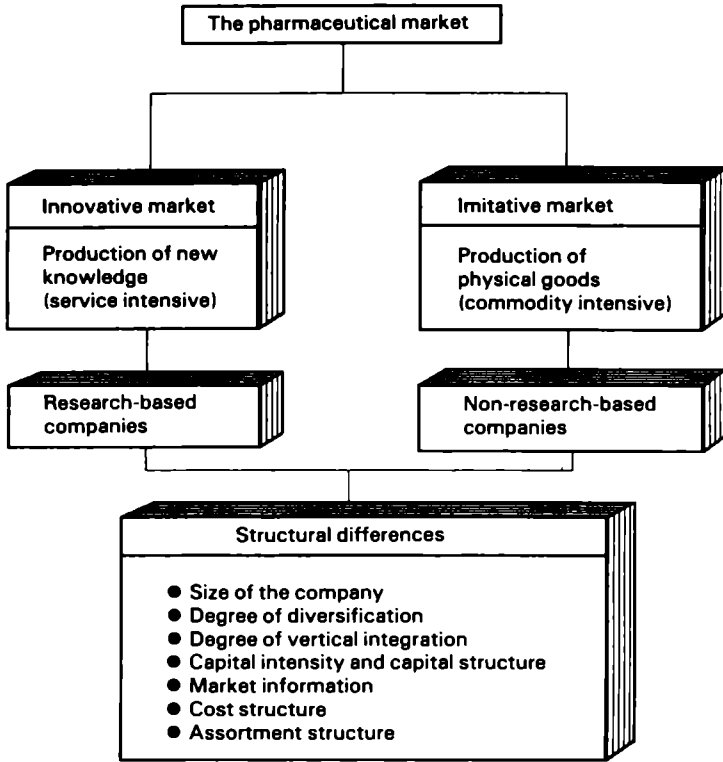 The pharmaceutical market
Innovative market
Production of new
knowledge
(service intensive)
Imitative market
Production of
physical goods
(commodity intensive)
Research-based
companies
Non-research-based
companies
Structural differences
● Size of the company
● Degree of diversification
● Degree of vertical integration
● Capital intensity and capital structure
● Market information
● Cost structure
● Assortment structure